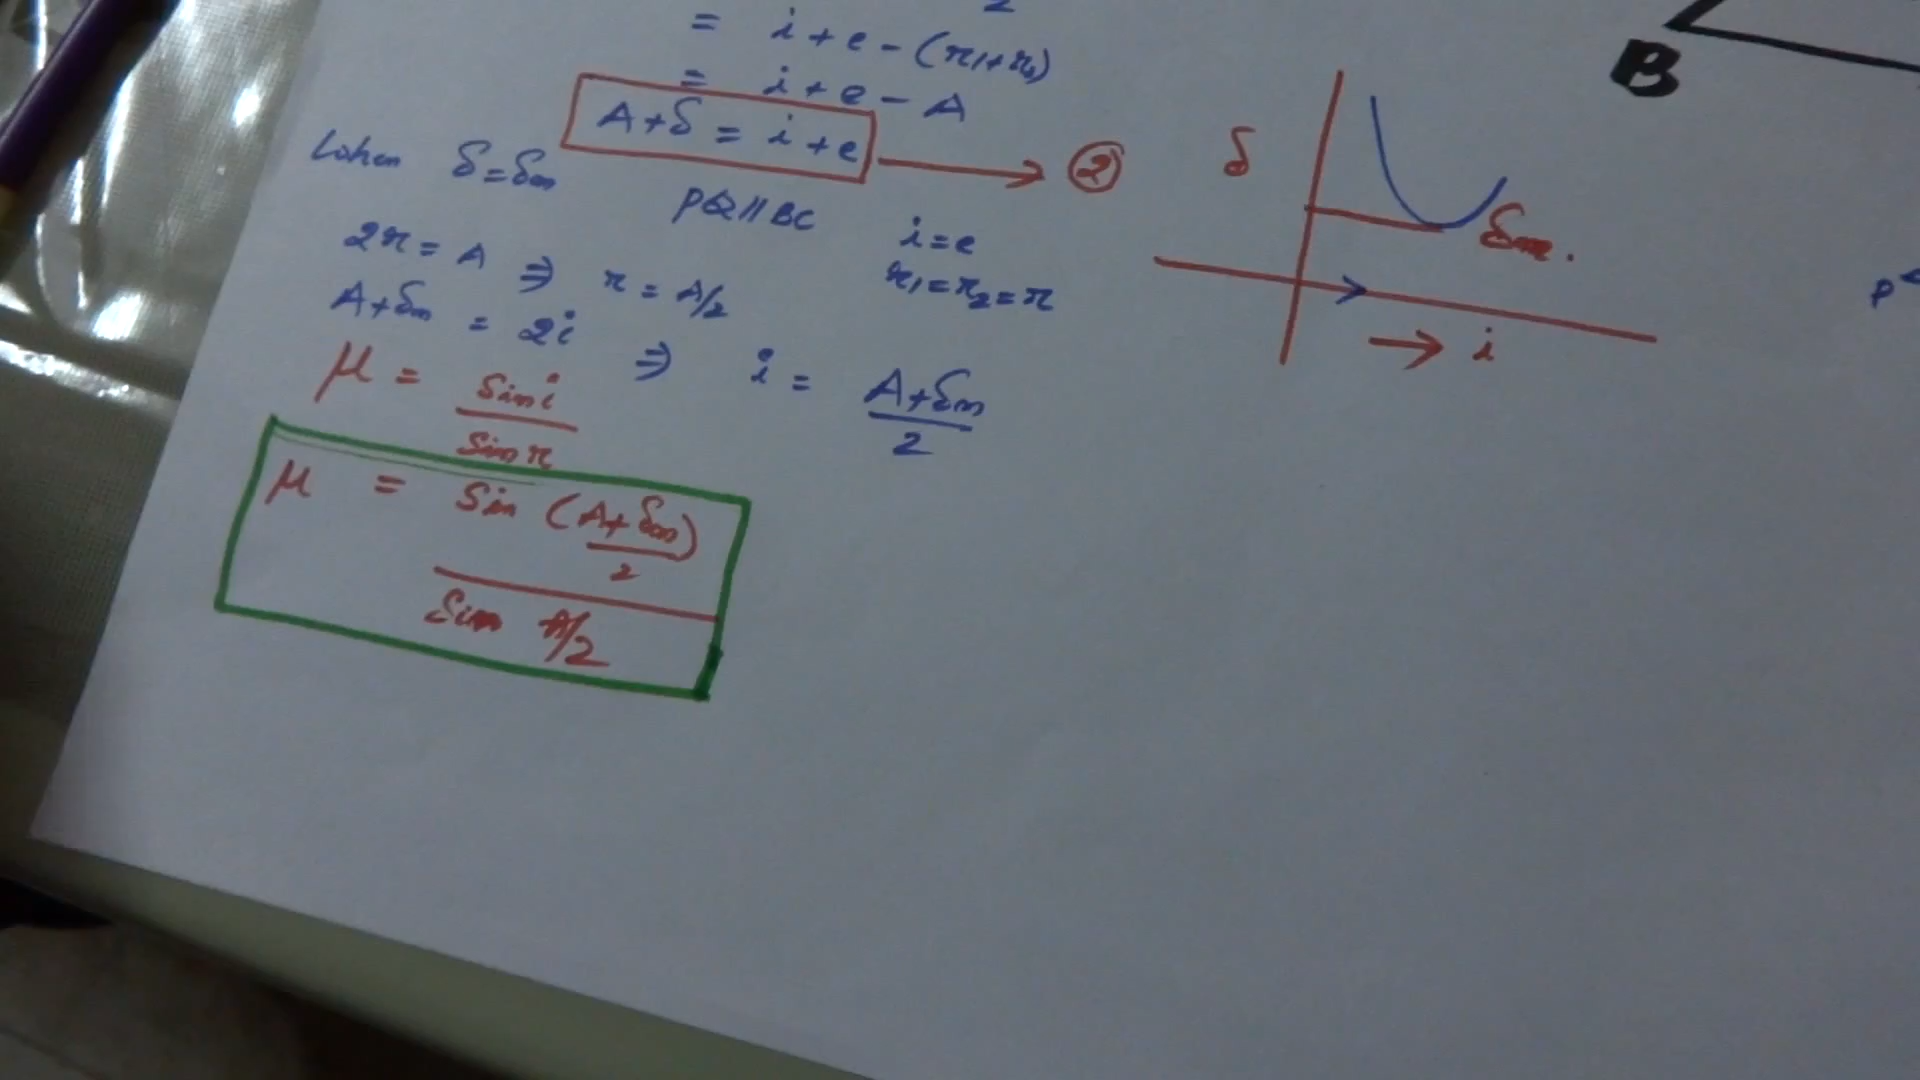 2
= i + e - (r₁+r₂)
= i + e - A
A+δ = i+e → ②
When δ=δm
PQ // BC
i=e
r₁=r₂=r
2r = A ⇒ r = A/2
A+δm = 2i ⇒ i = A+δm / 2
μ = Sin i / Sin r
μ = Sin (A+δm / 2) / Sin A/2
δ
δm.
→ i
B
P